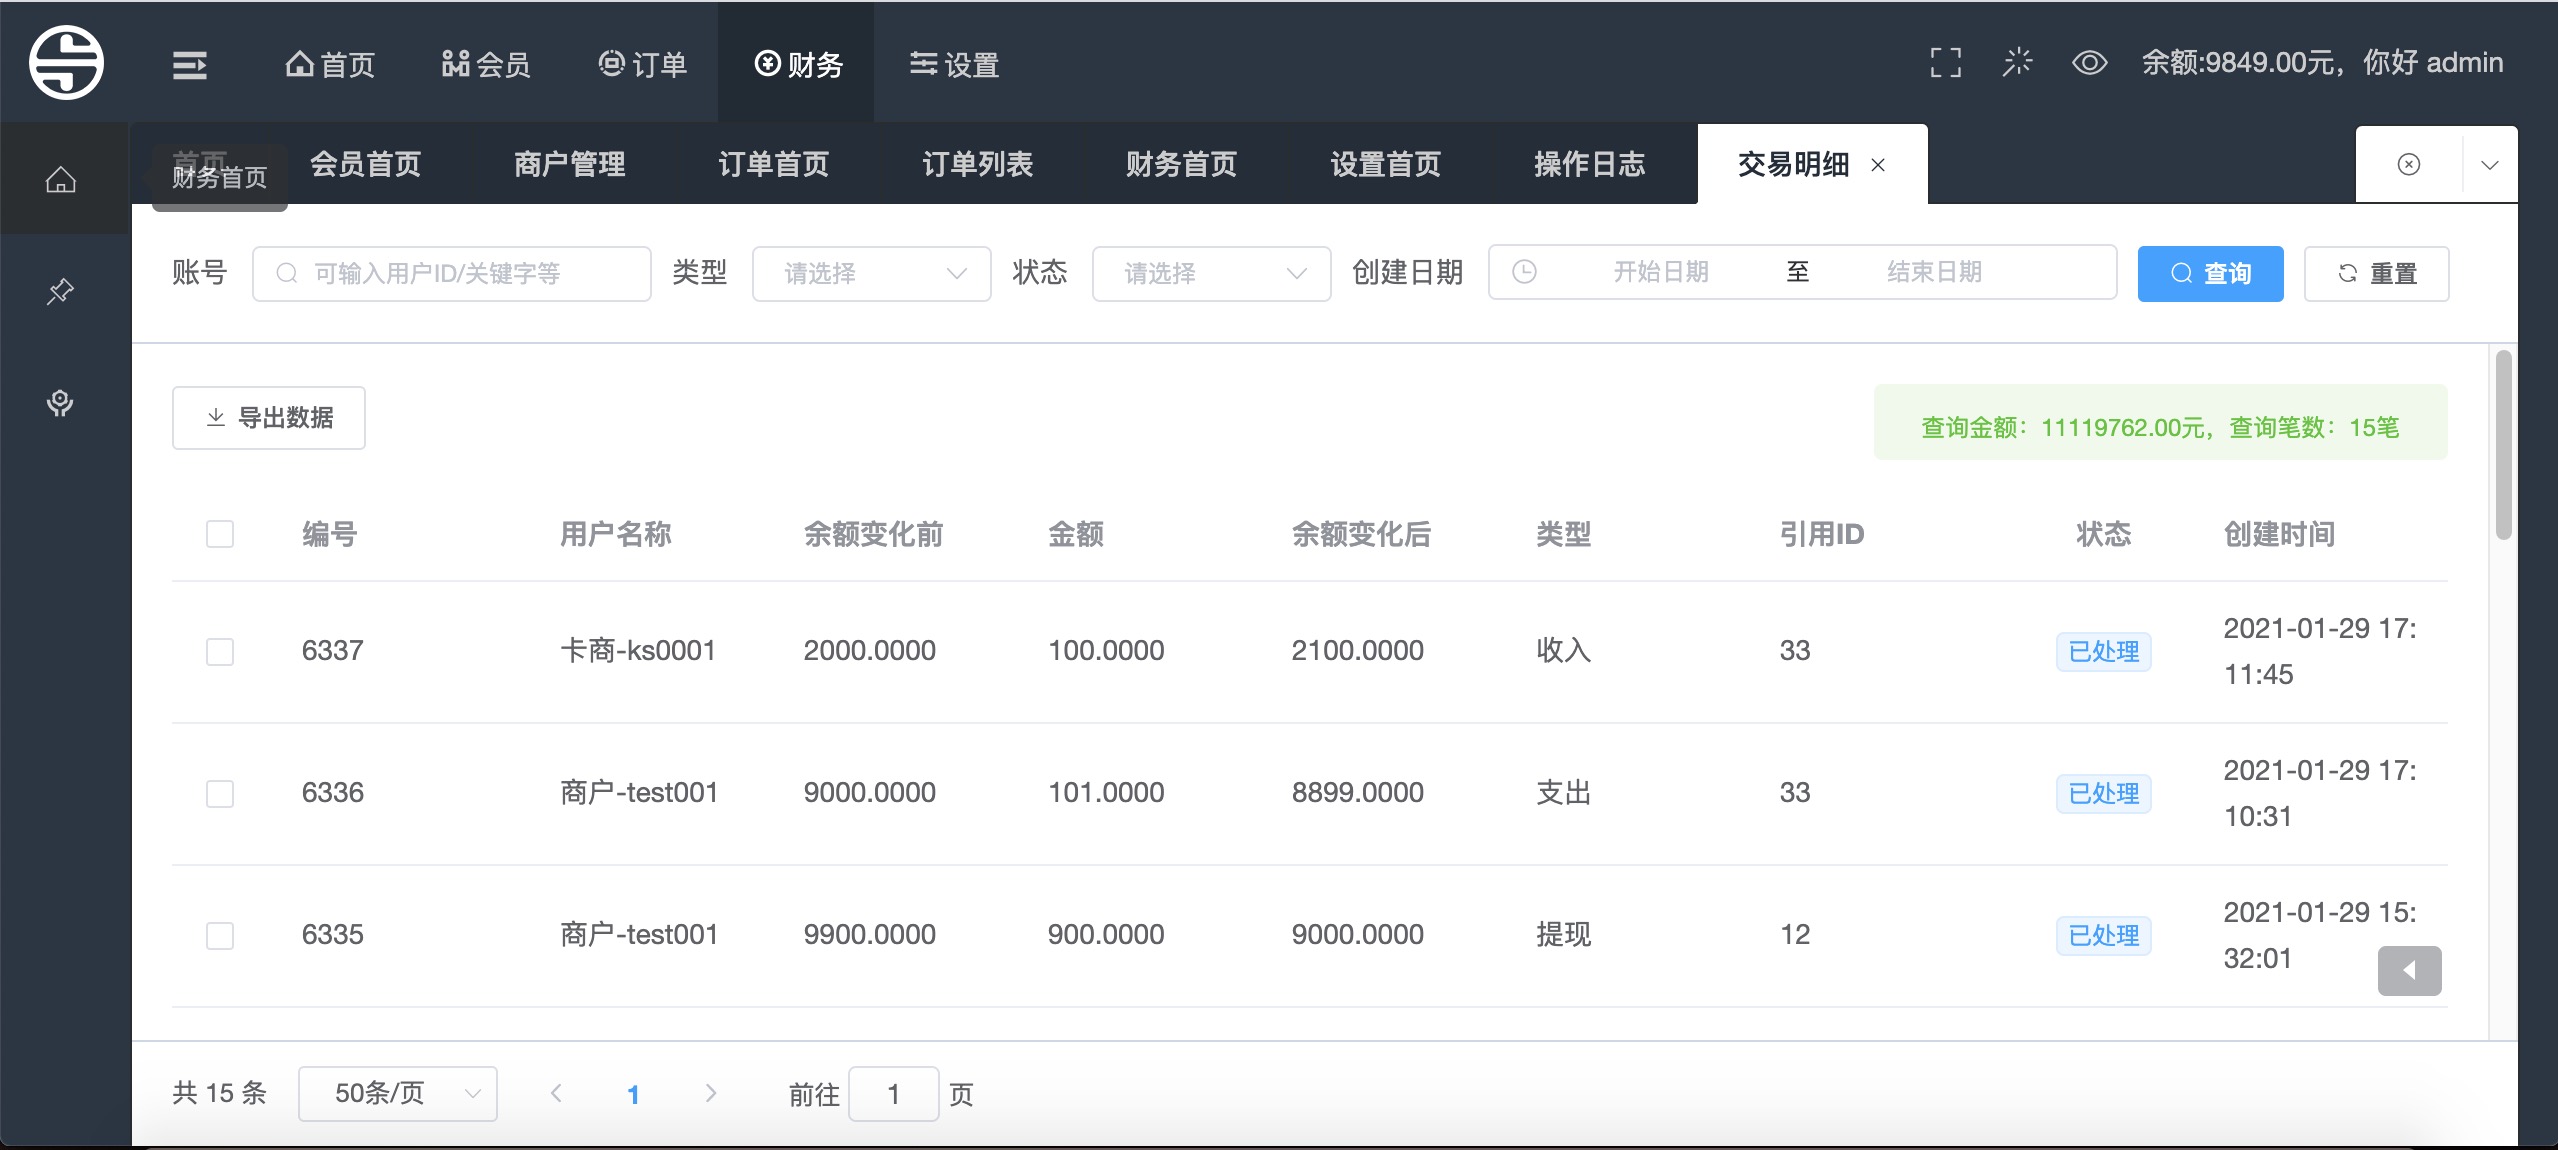 首页 会员 订单 财务 设置 余额:9849.00元，你好 admin
首页 会员首页 商户管理 订单首页 订单列表 财务首页 设置首页 操作日志 交易明细
财务首页
账号 可输入用户ID/关键字等 类型 请选择 状态 请选择 创建日期 开始日期 至 结束日期 查询 重置
导出数据 查询金额：11119762.00元，查询笔数：15笔
编号 用户名称 余额变化前 金额 余额变化后 类型 引用ID 状态 创建时间
6337 卡商-ks0001 2000.0000 100.0000 2100.0000 收入 33 已处理 2021-01-29 17:
11:45
6336 商户-test001 9000.0000 101.0000 8899.0000 支出 33 已处理 2021-01-29 17:
10:31
6335 商户-test001 9900.0000 900.0000 9000.0000 提现 12 已处理 2021-01-29 15:
32:01
共 15 条 50条/页 1 前往 1 页